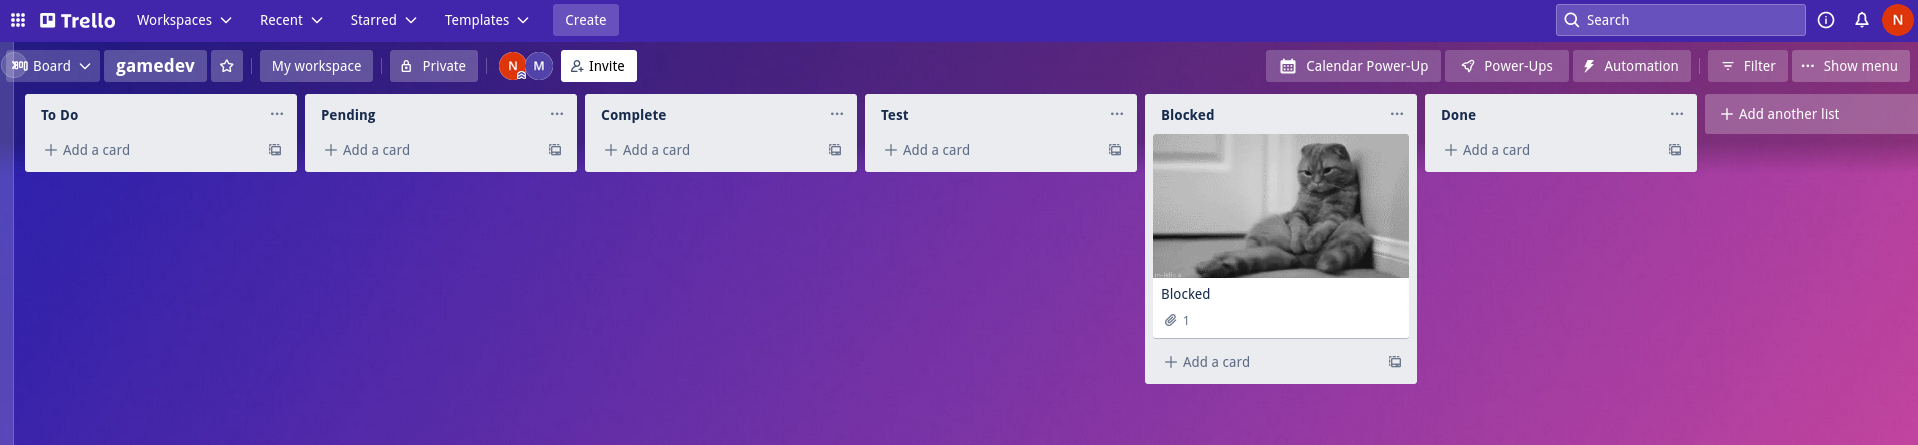 Trello Workspaces Recent Starred Templates Create Search N
Board gamedev My workspace Private N M Invite Calendar Power-Up Power-Ups Automation Filter Show menu
To Do Pending Complete Test Blocked Done Add another list
Add a card Add a card Add a card Add a card Add a card
Blocked
1
Add a card